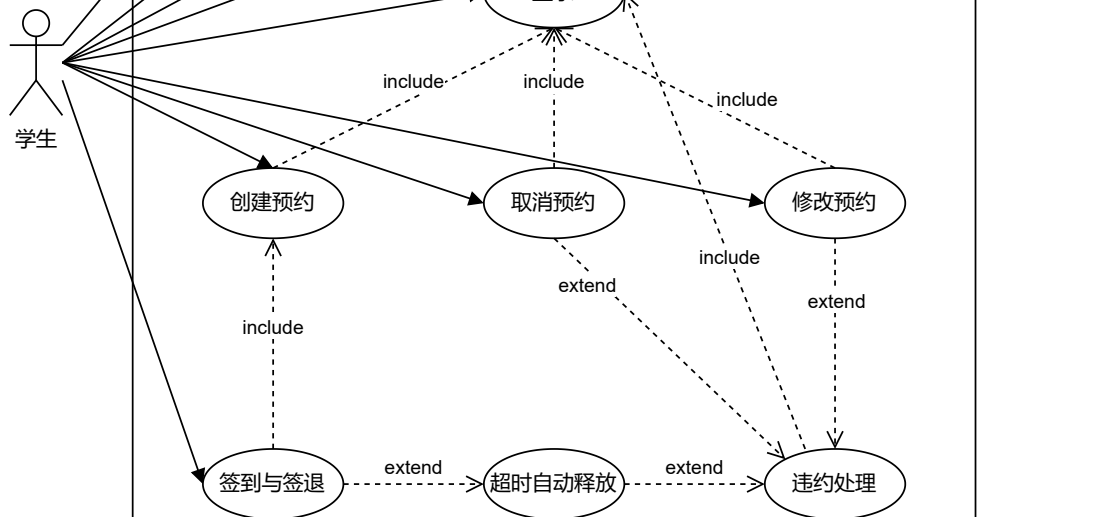 include
include
include
学生
创建预约
取消预约
修改预约
include
extend
extend
include
签到与签退
extend
超时自动释放
extend
违约处理